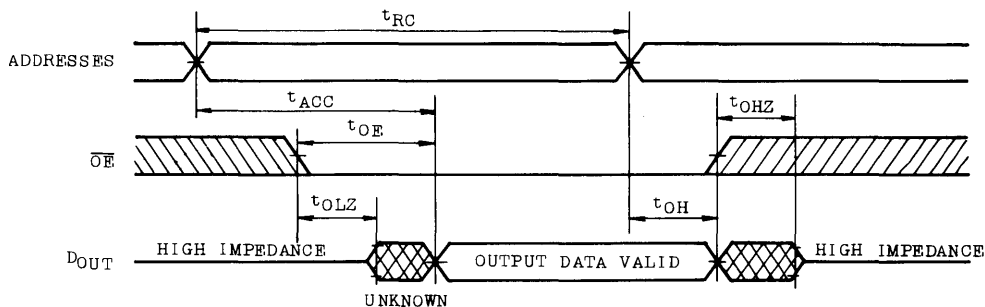 tRC
ADDRESSES
tACC
tOHZ
tOE
OE
tOLZ
tOH
HIGH IMPEDANCE
DOUT
OUTPUT DATA VALID
HIGH IMPEDANCE
UNKNOWN